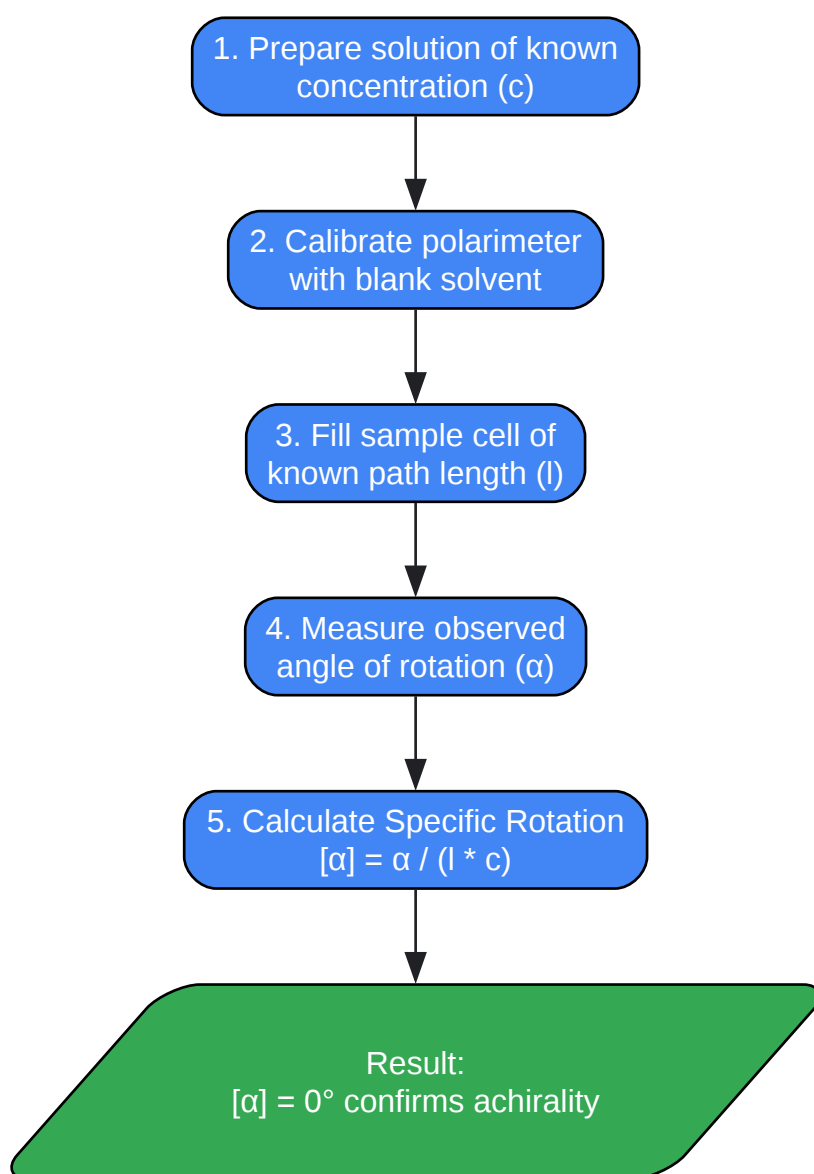 1. Prepare solution of known
concentration (c)
2. Calibrate polarimeter
with blank solvent
3. Fill sample cell of
known path length (l)
4. Measure observed
angle of rotation (α)
5. Calculate Specific Rotation
[α] = α / (l * c)
Result:
[α] = 0° confirms achirality